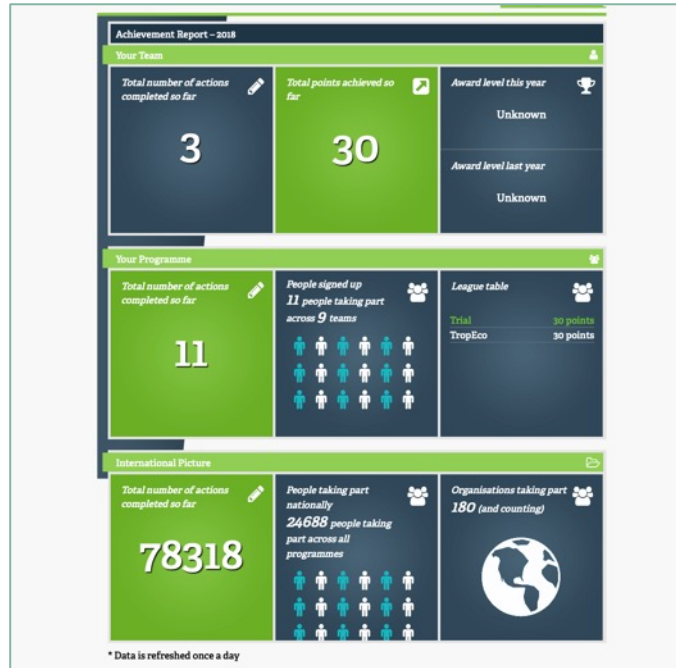 Achievement Report – 2018
Your Team
Total number of actions
completed so far
3
Total points achieved so
far
30
Award level this year
Unknown
Award level last year
Unknown
Your Programme
Total number of actions
completed so far
11
People signed up
11 people taking part
across 9 teams
League table
Trial 30 points
TropEco 30 points
International Picture
Total number of actions
completed so far
78318
People taking part
nationally
24688 people taking
part across all
programmes
Organisations taking part
180 (and counting)
* Data is refreshed once a day